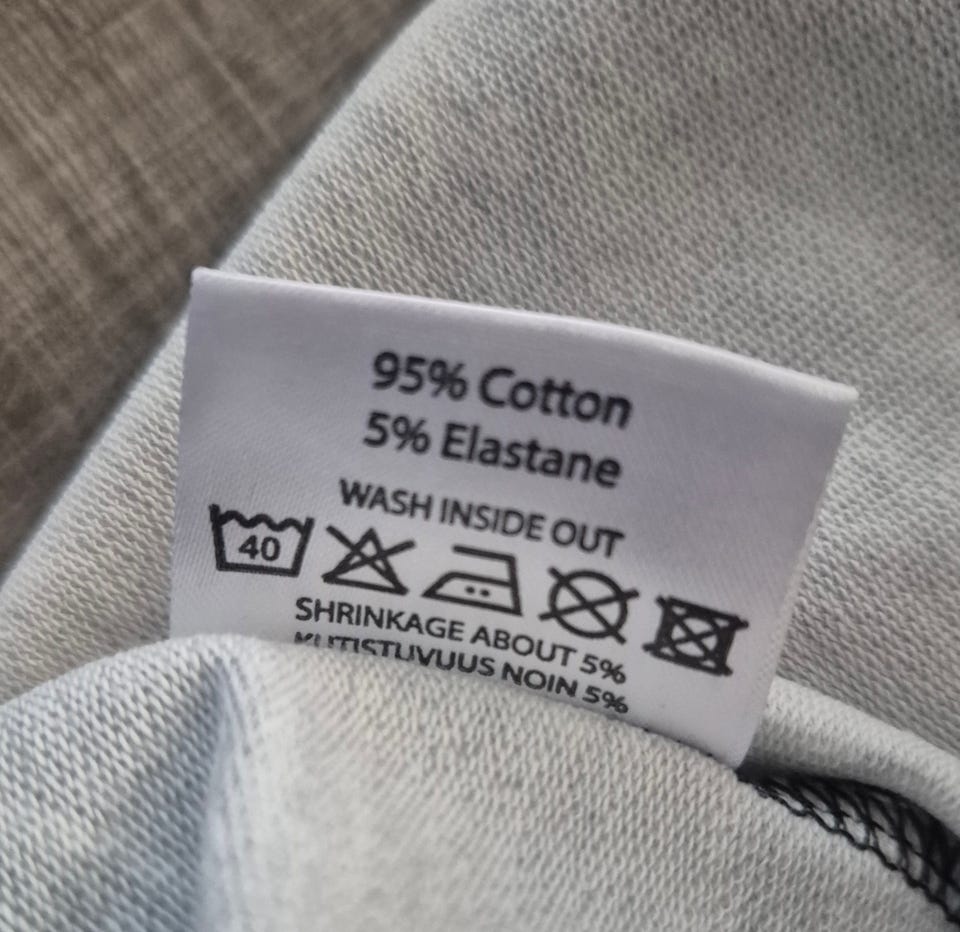 95% Cotton
5% Elastane
WASH INSIDE OUT
40
SHRINKAGE ABOUT 5%
KUTISTUVUUS NOIN 5%